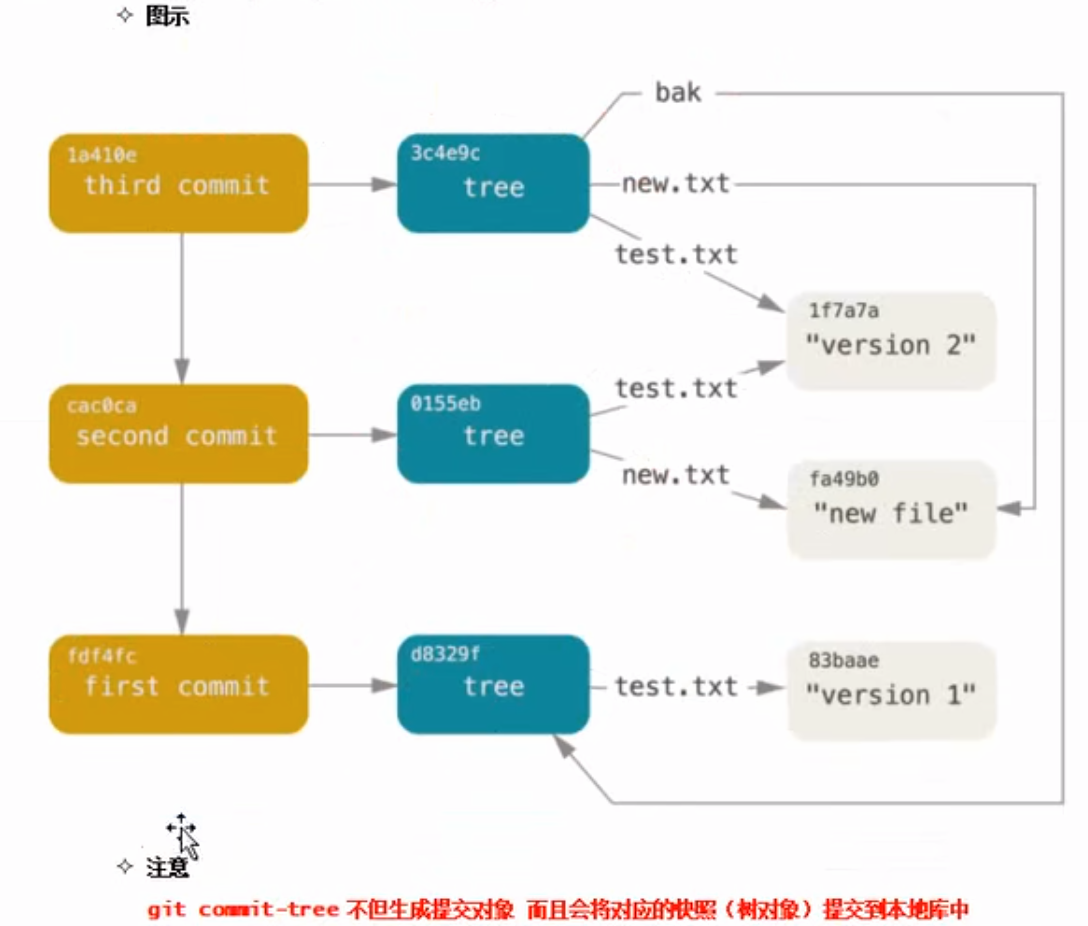 ✧ 图示
bak
1a410e
third commit
3c4e9c
tree
new.txt
test.txt
1f7a7a
"version 2"
cac0ca
second commit
0155eb
tree
test.txt
new.txt
fa49b0
"new file"
fdf4fc
first commit
d8329f
tree
test.txt
83baae
"version 1"
✧ 注意
git commit-tree 不但生成提交对象 而且会将对应的快照（树对象）提交到本地库中